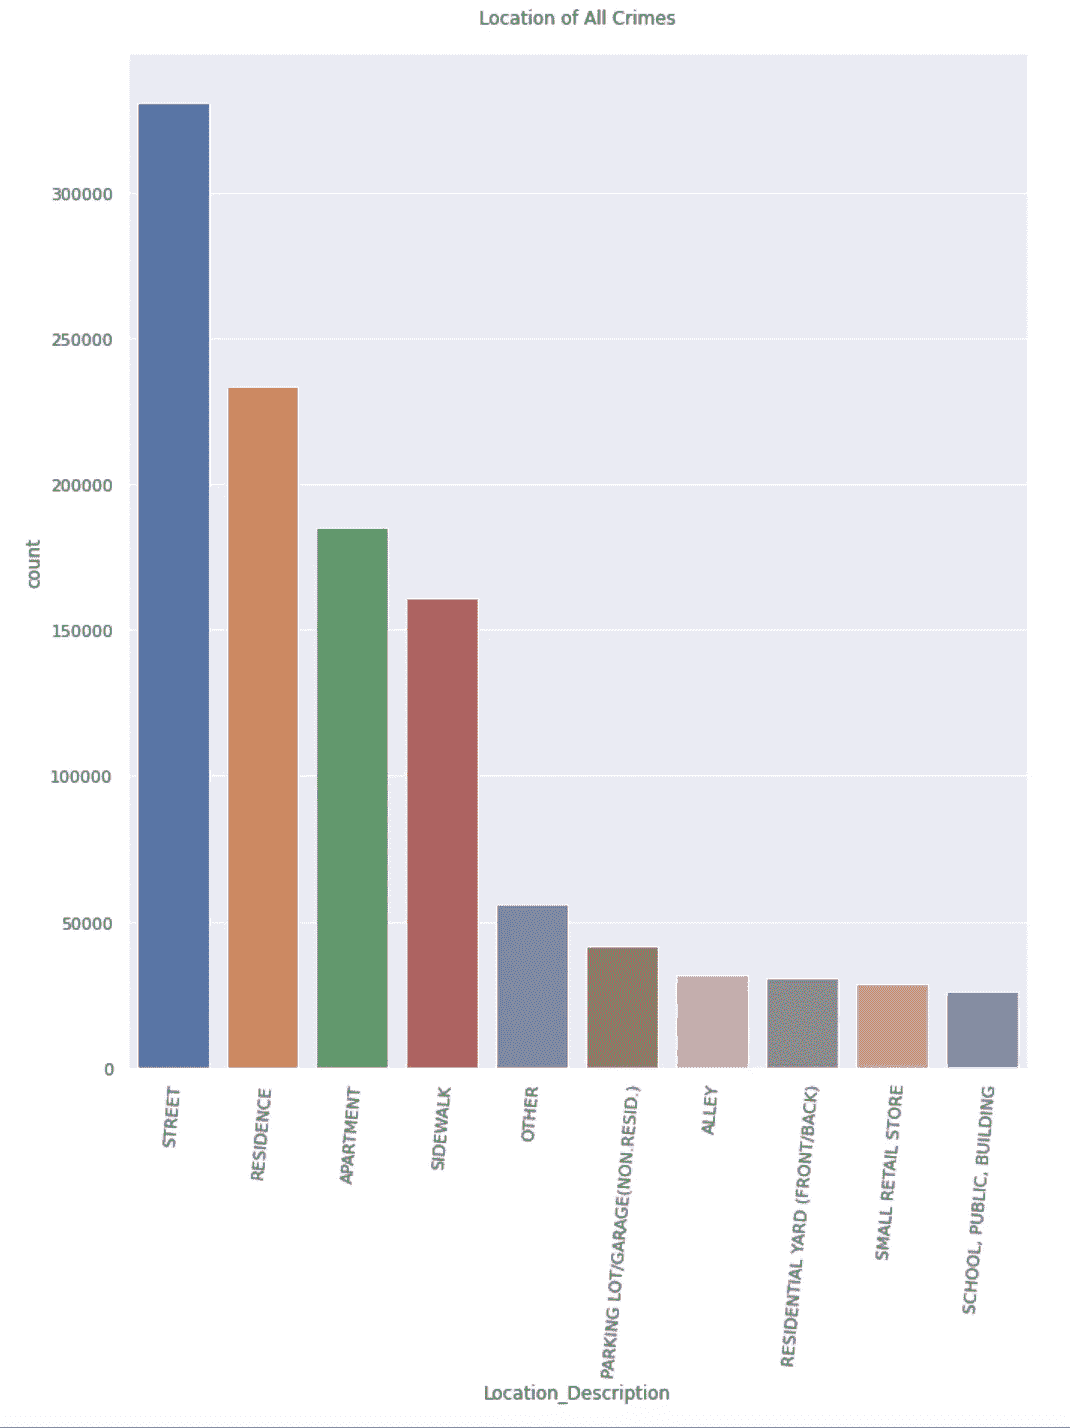 Location of All Crimes
300000
250000
200000
150000
100000
50000
0
count
STREET
RESIDENCE
APARTMENT
SIDEWALK
OTHER
PARKING LOT/GARAGE(NON.RESID.)
ALLEY
RESIDENTIAL YARD (FRONT/BACK)
SMALL RETAIL STORE
SCHOOL, PUBLIC, BUILDING
Location_Description